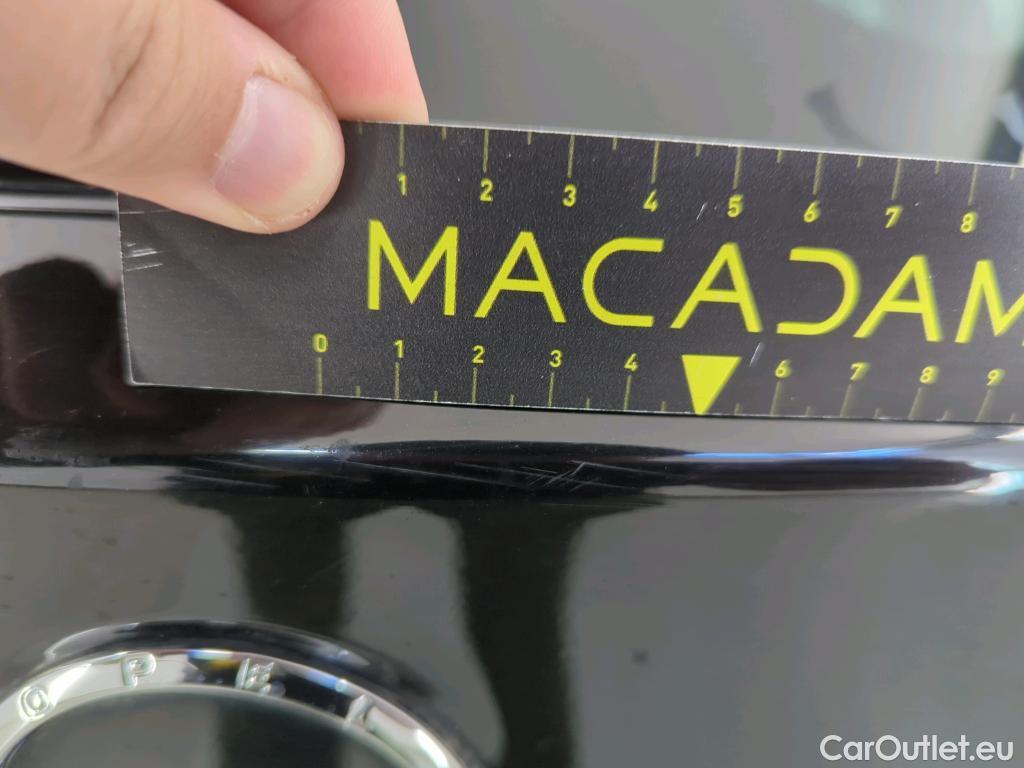 1 2 3 4 5 6 7 8
MACADAM
0 1 2 3 4 6 7 8 9
OPEL
CarOutlet.eu